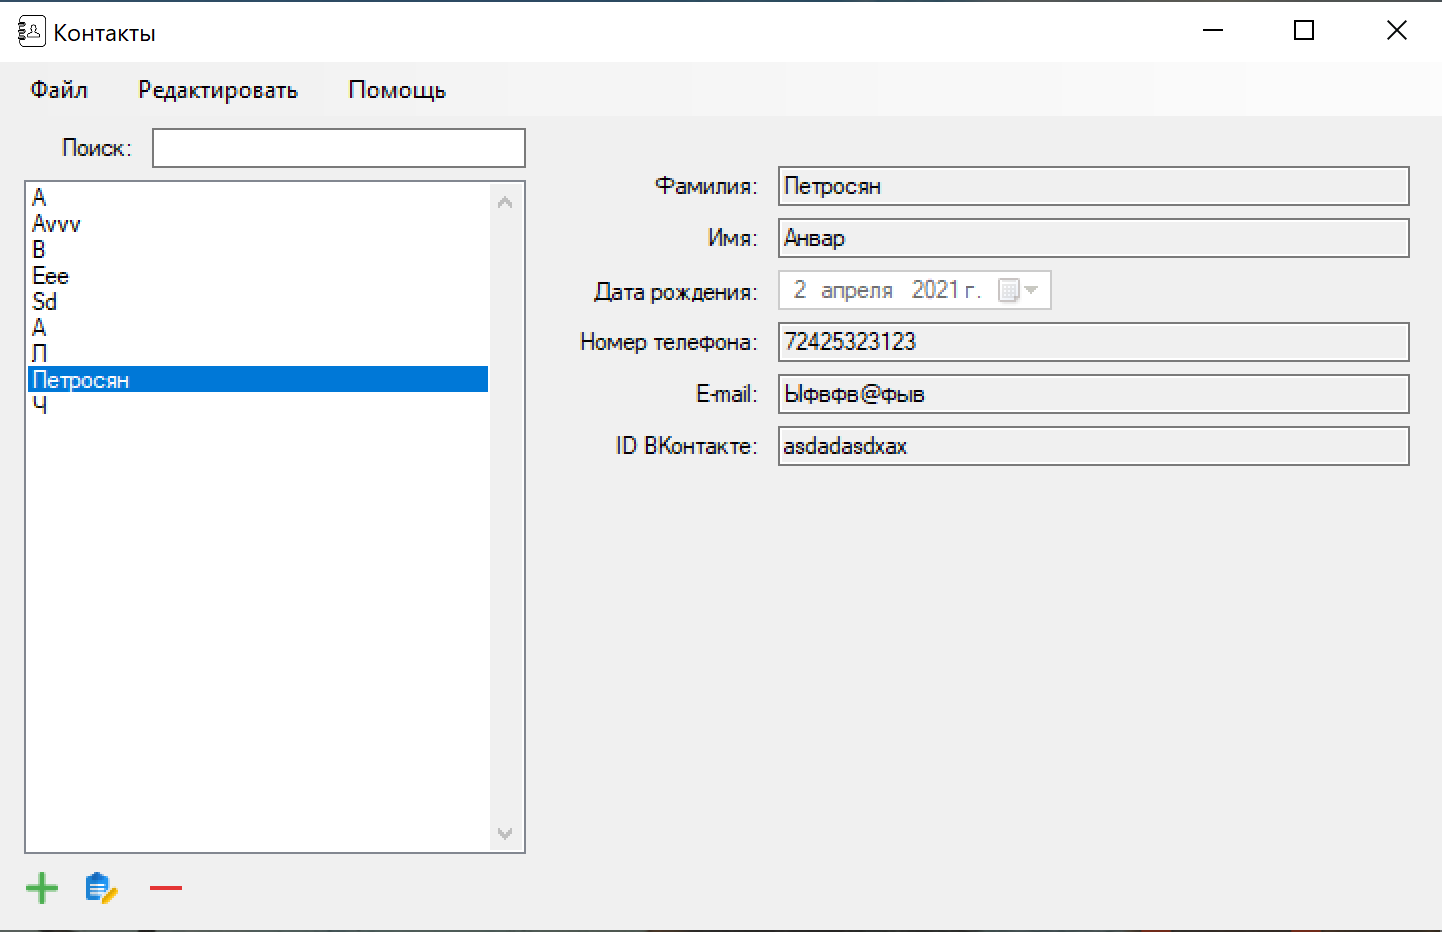 Контакты
Файл Редактировать Помощь
Поиск:
A
Avvv
B
Eee
Sd
А
Л
Петросян
Ч
Фамилия: Петросян
Имя: Анвар
Дата рождения: 2 апреля 2021 г.
Номер телефона: 72425323123
E-mail: Ыфвфв@фыв
ID ВКонтакте: asdadasdxax